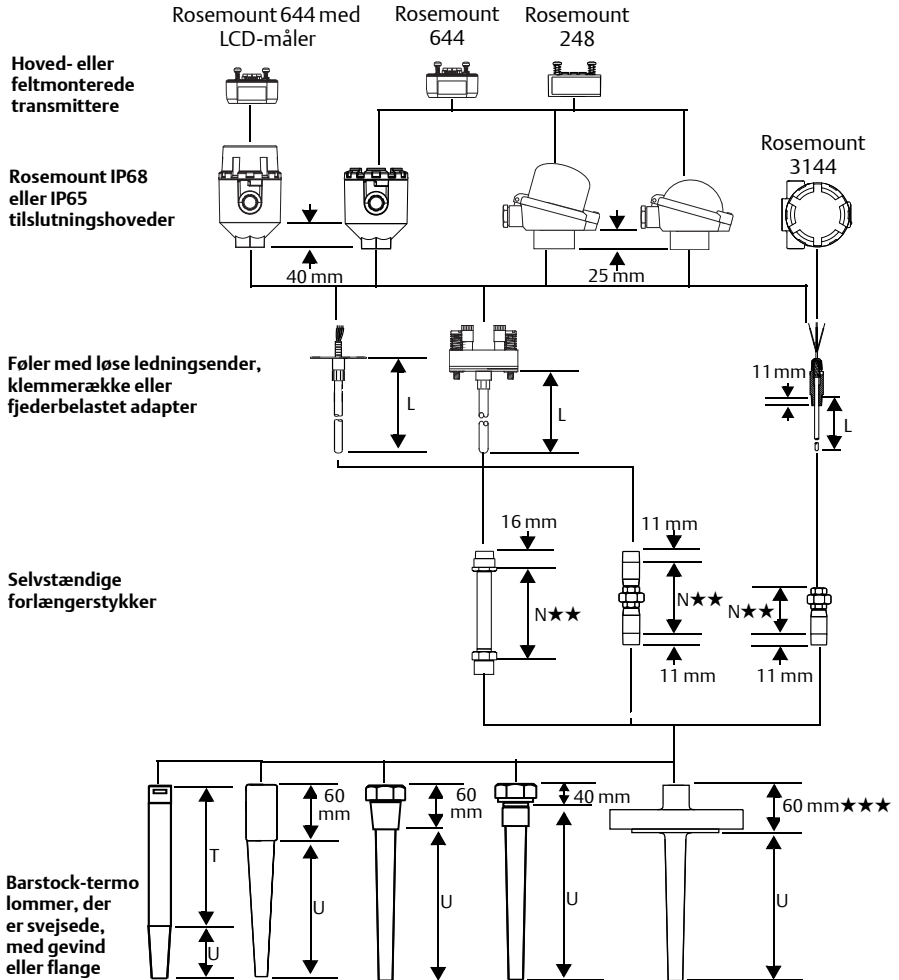 Rosemount 644 med
LCD-måler
Rosemount
644
Rosemount
248
Hoved- eller
feltmonterede
transmittere
Rosemount
3144
Rosemount IP68
eller IP65
tilslutningshoveder
40 mm
25 mm
Føler med løse ledningsender,
klemmerække eller
fjederbelastet adapter
L
L
11 mm
L
16 mm
11 mm
Selvstændige
forlængerstykker
N★★
N★★
N★★
11 mm
11 mm
60
mm
60
mm
40 mm
60 mm★★★
T
U
U
U
U
U
Barstock-termo
lommer, der
er svejsede,
med gevind
eller flange